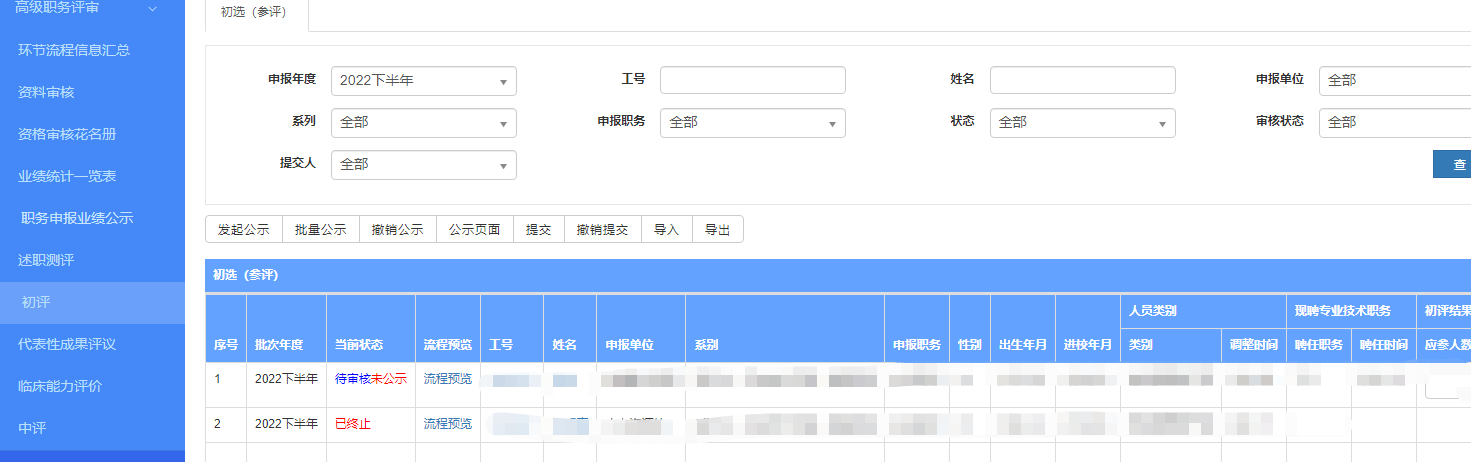 高级职务评审
环节流程信息汇总
资料审核
资格审核花名册
业绩统计一览表
职务申报业绩公示
述职测评
初评
代表性成果评议
临床能力评价
中评
初选（参评）
申报年度 2022下半年 工号 姓名 申报单位 全部
系列 全部 申报职务 全部 状态 全部 审核状态 全部
提交人 全部
查
发起公示 批量公示 撤销公示 公示页面 提交 撤销提交 导入 导出
初选（参评）
人员类别 现聘专业技术职务 初评结果
序号 批次年度 当前状态 流程预览 工号 姓名 申报单位 系别 申报职务 性别 出生年月 进校年月 类别 调整时间 聘任职务 聘任时间 应参人数
1 2022下半年 待审核未公示 流程预览
2 2022下半年 已终止 流程预览